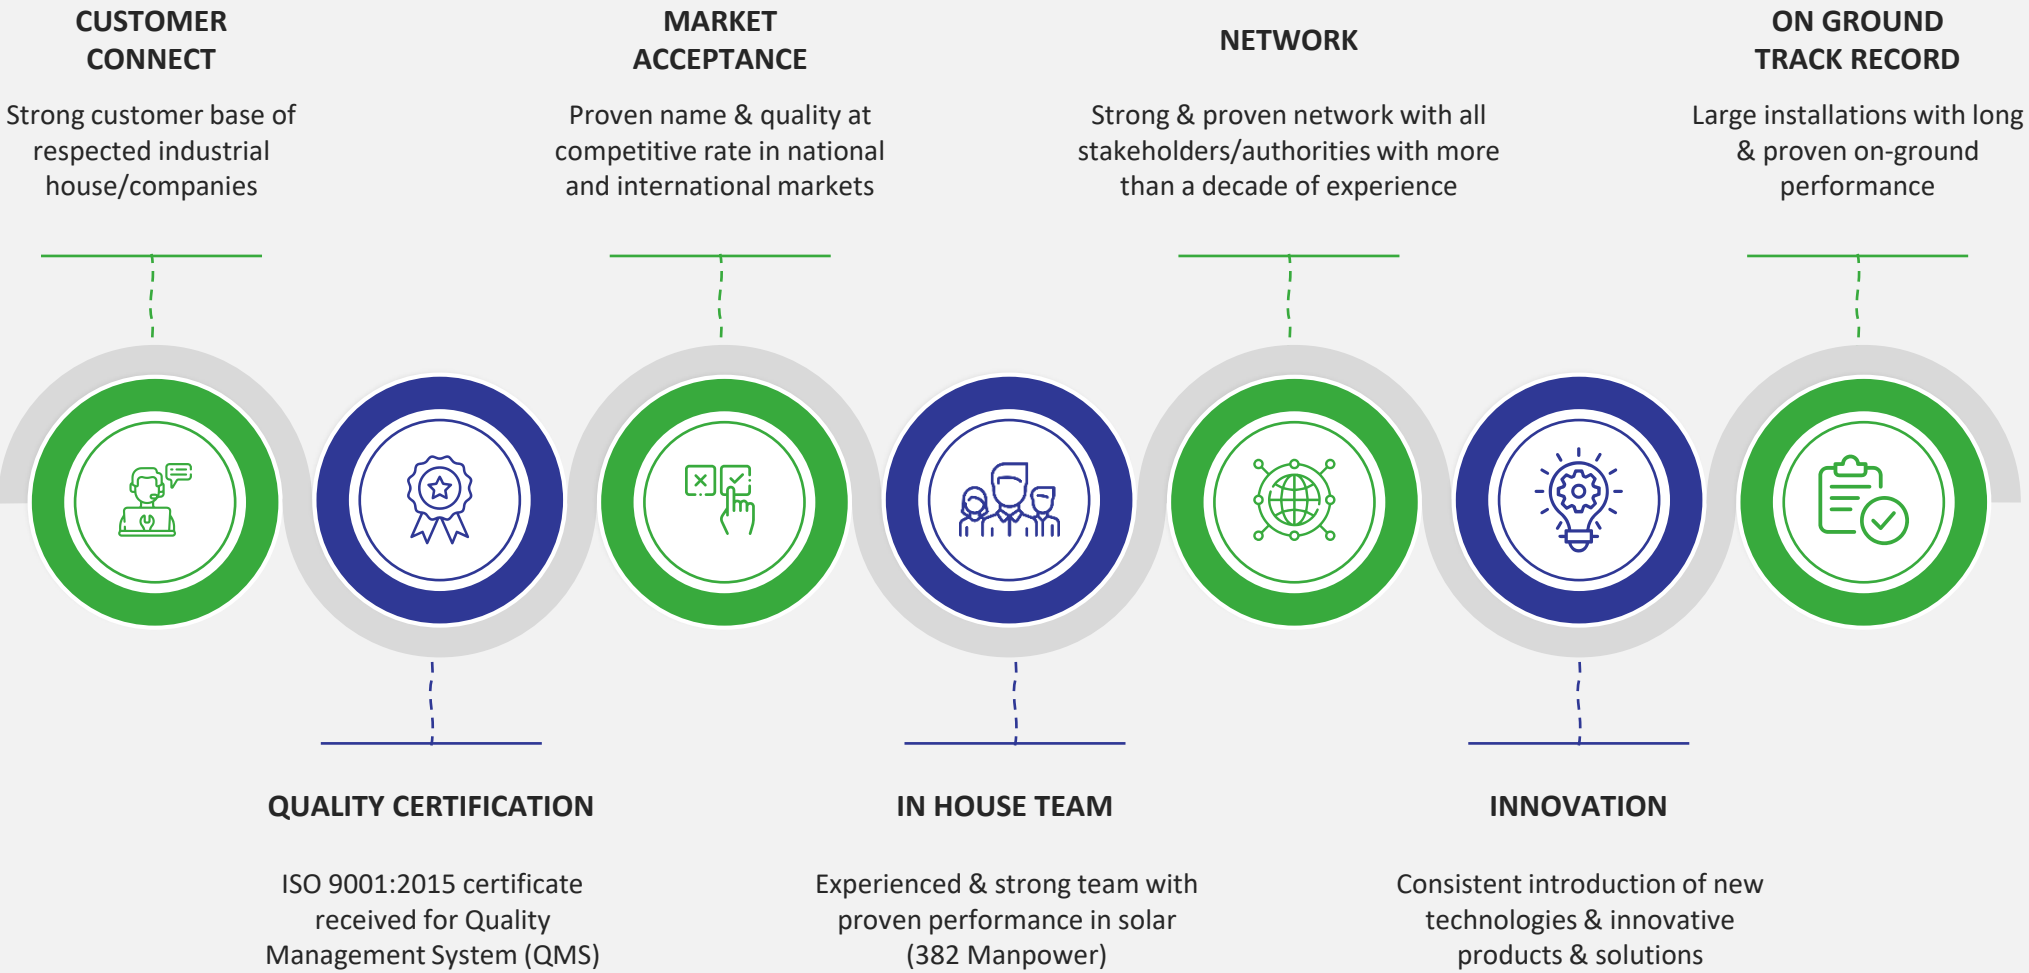 CUSTOMER
CONNECT
Strong customer base of
respected industrial
house/companies
MARKET
ACCEPTANCE
Proven name & quality at
competitive rate in national
and international markets
NETWORK
Strong & proven network with all
stakeholders/authorities with more
than a decade of experience
ON GROUND
TRACK RECORD
Large installations with long
& proven on-ground
performance
QUALITY CERTIFICATION
ISO 9001:2015 certificate
received for Quality
Management System (QMS)
IN HOUSE TEAM
Experienced & strong team with
proven performance in solar
(382 Manpower)
INNOVATION
Consistent introduction of new
technologies & innovative
products & solutions